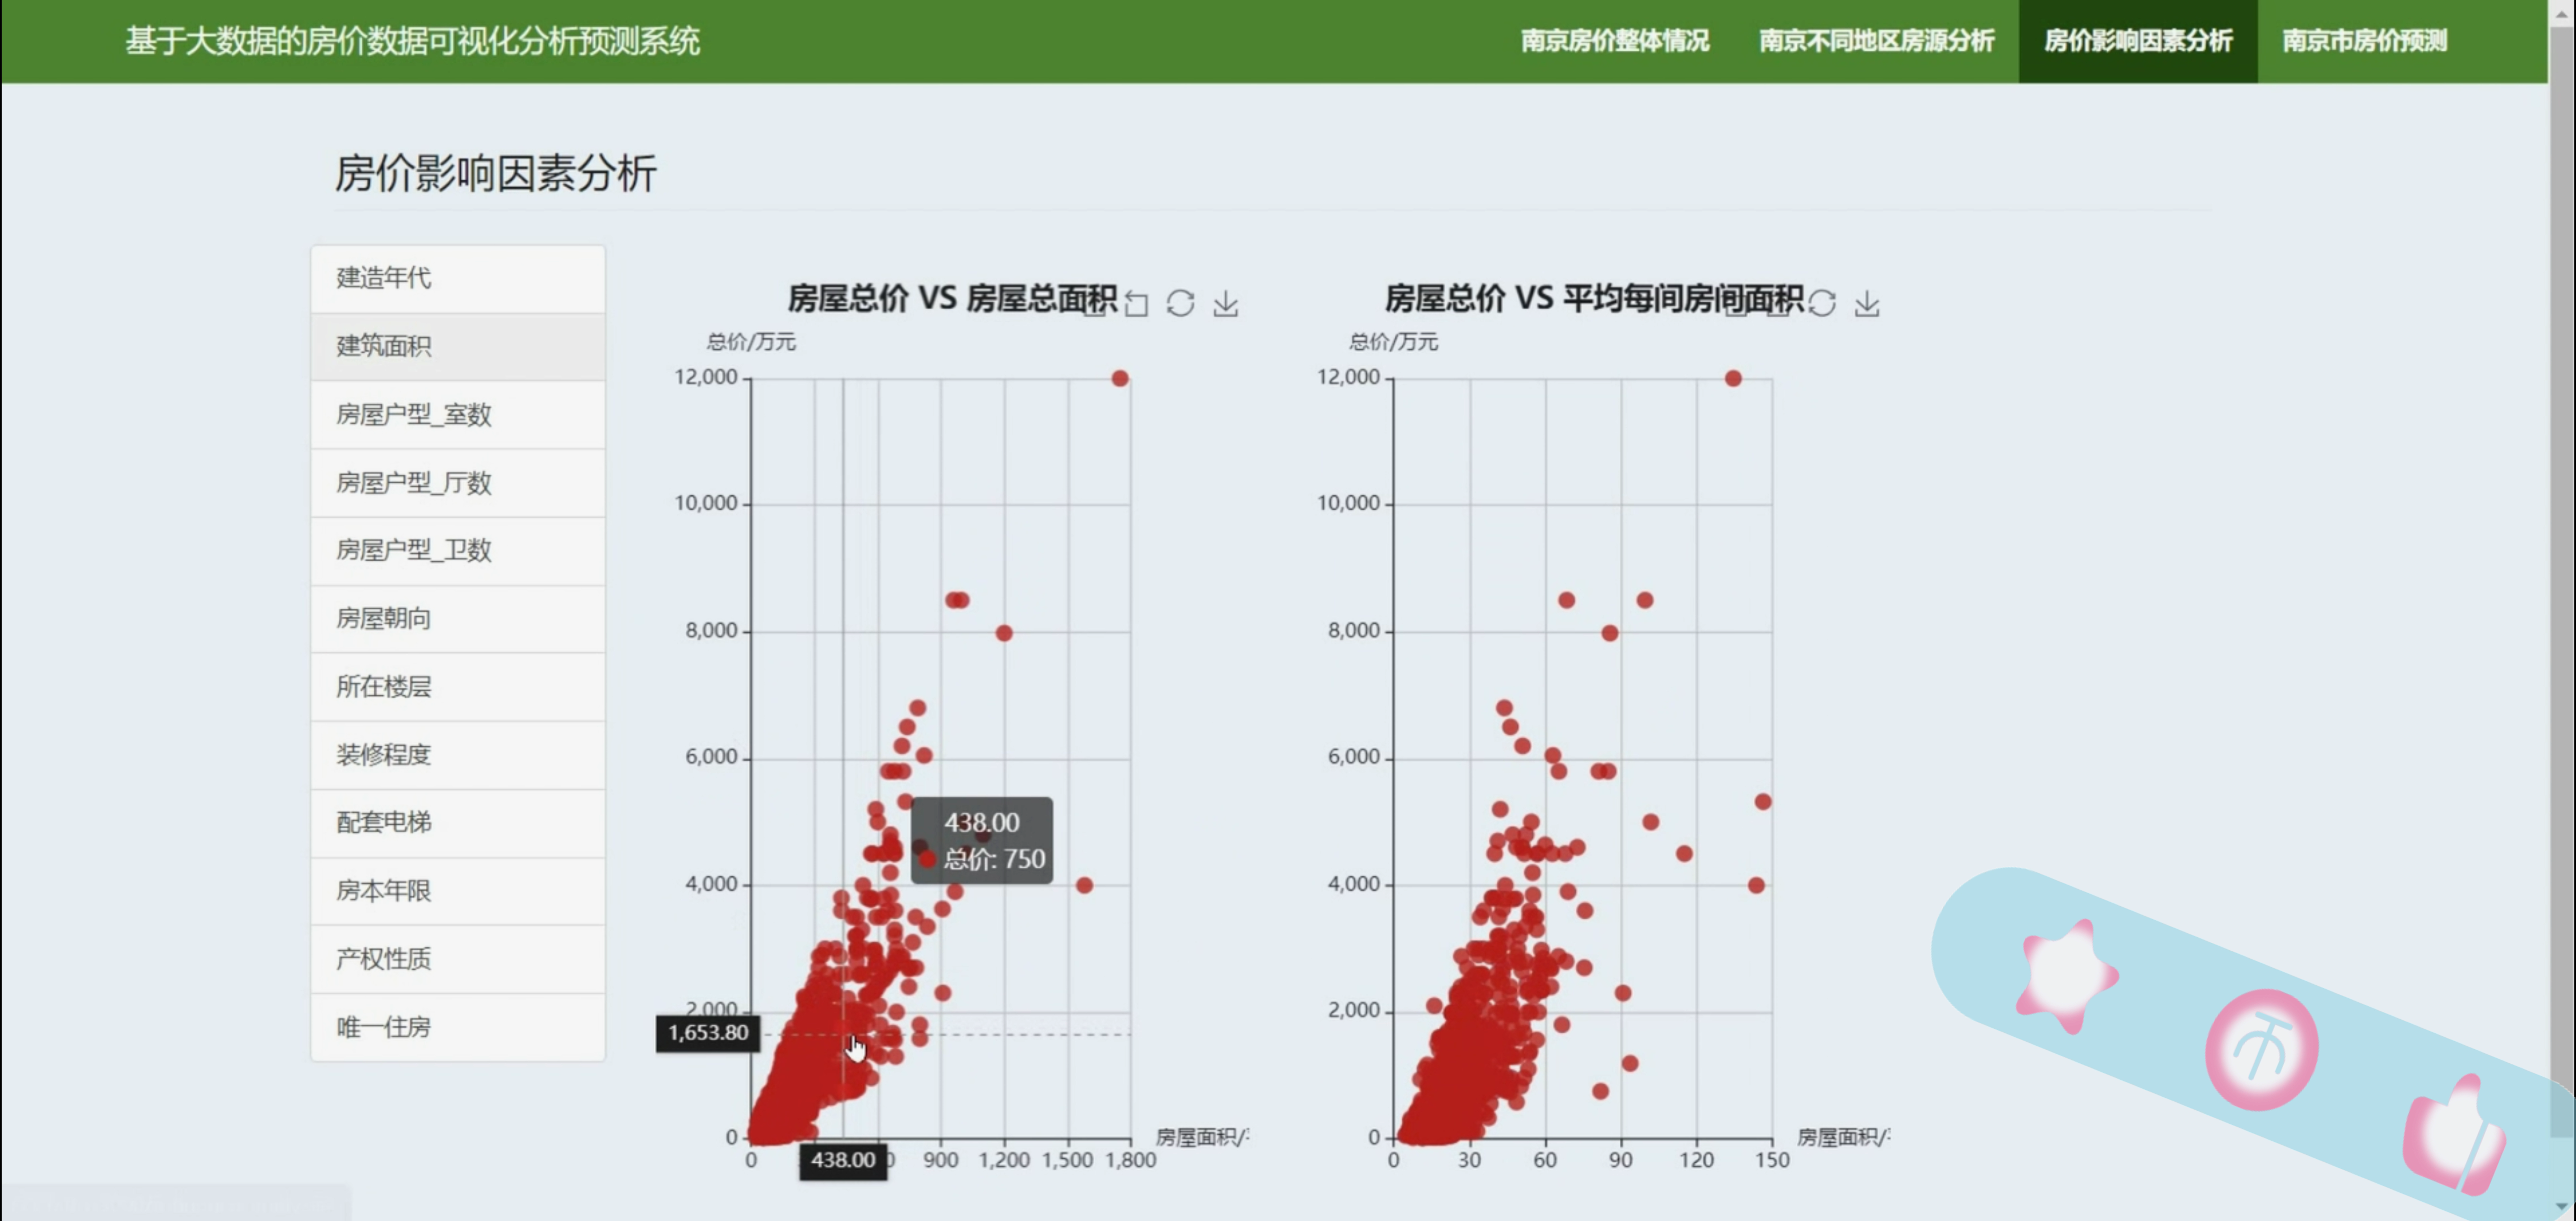 基于大数据的房价数据可视化分析预测系统
南京房价整体情况
南京不同地区房源分析
房价影响因素分析
南京市房价预测
房价影响因素分析
建造年代
建筑面积
房屋户型_室数
房屋户型_厅数
房屋户型_卫数
房屋朝向
所在楼层
装修程度
配套电梯
房本年限
产权性质
唯一住房
房屋总价 VS 房屋总面积
总价/万元
12,000
10,000
8,000
6,000
4,000
2,000
0
1,653.80
438.00
总价: 750
0
438.00
900
1,200
1,500
1,800
房屋面积/
房屋总价 VS 平均每间房间面积
总价/万元
12,000
10,000
8,000
6,000
4,000
2,000
0
0
30
60
90
120
150
房屋面积/